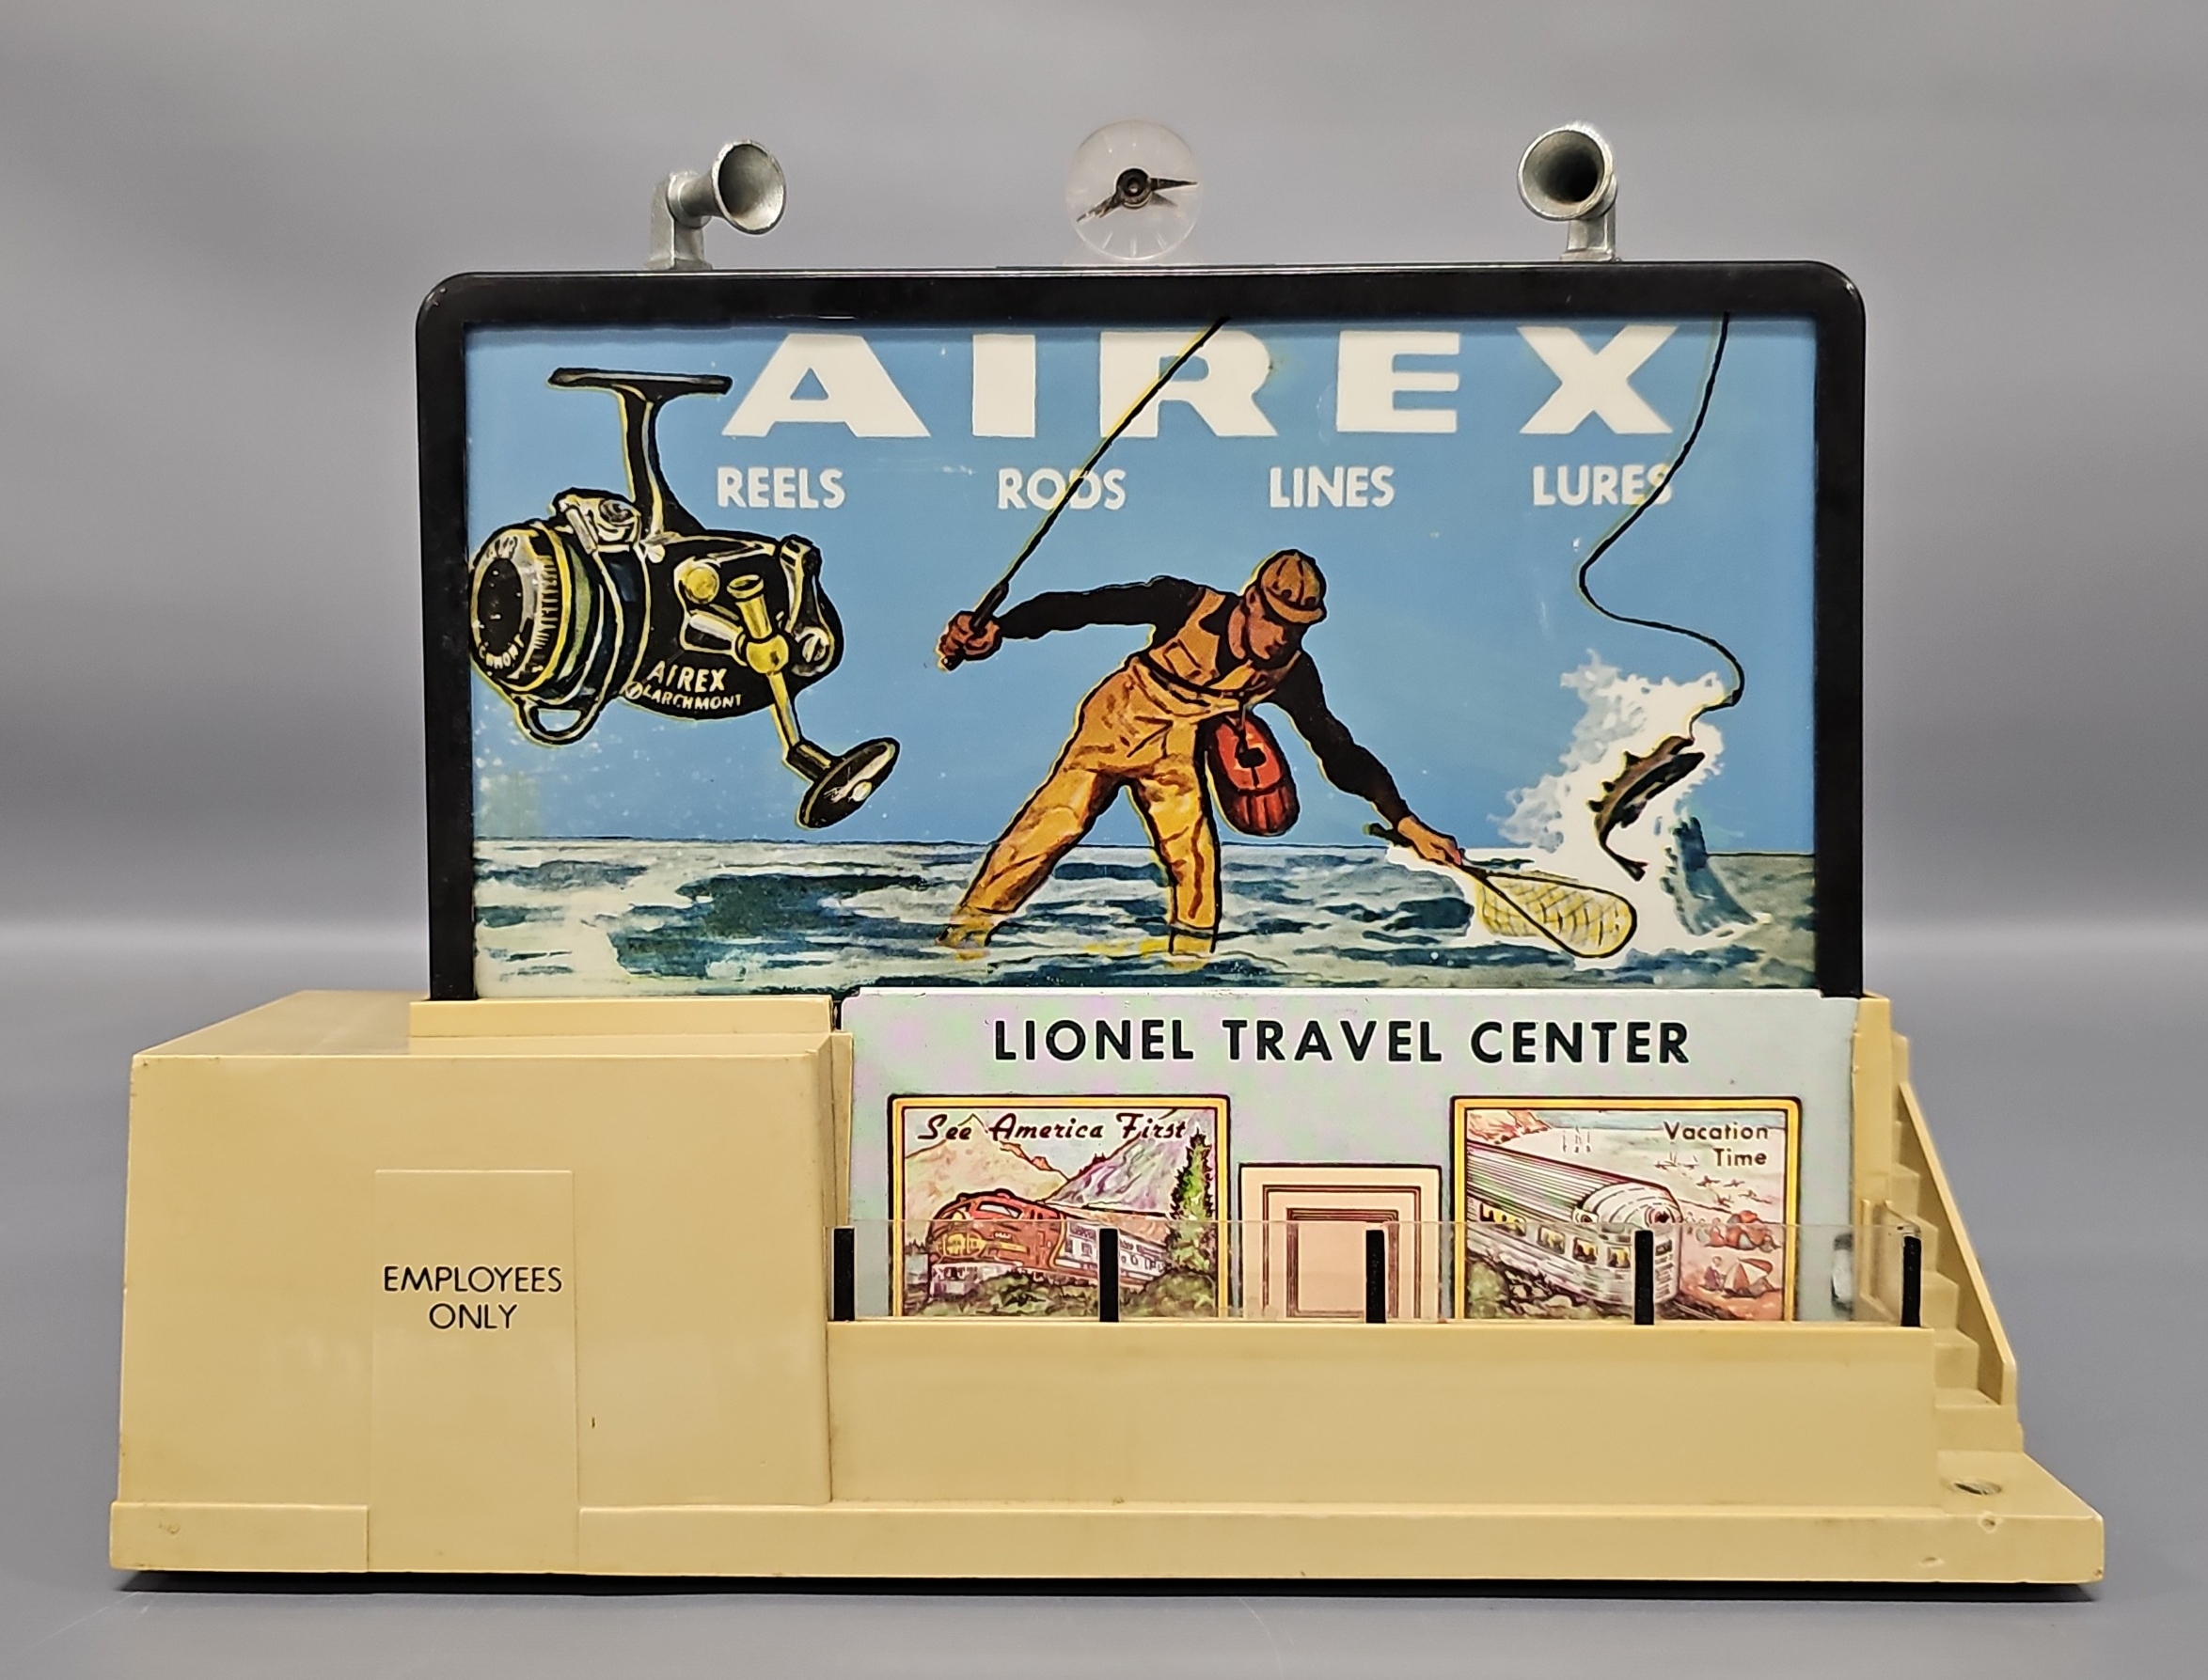 AIREX
REELS RODS LINES LURES
AIREX
LARCHMONT
LIONEL TRAVEL CENTER
See America First
Vacation
Time
EMPLOYEES
ONLY